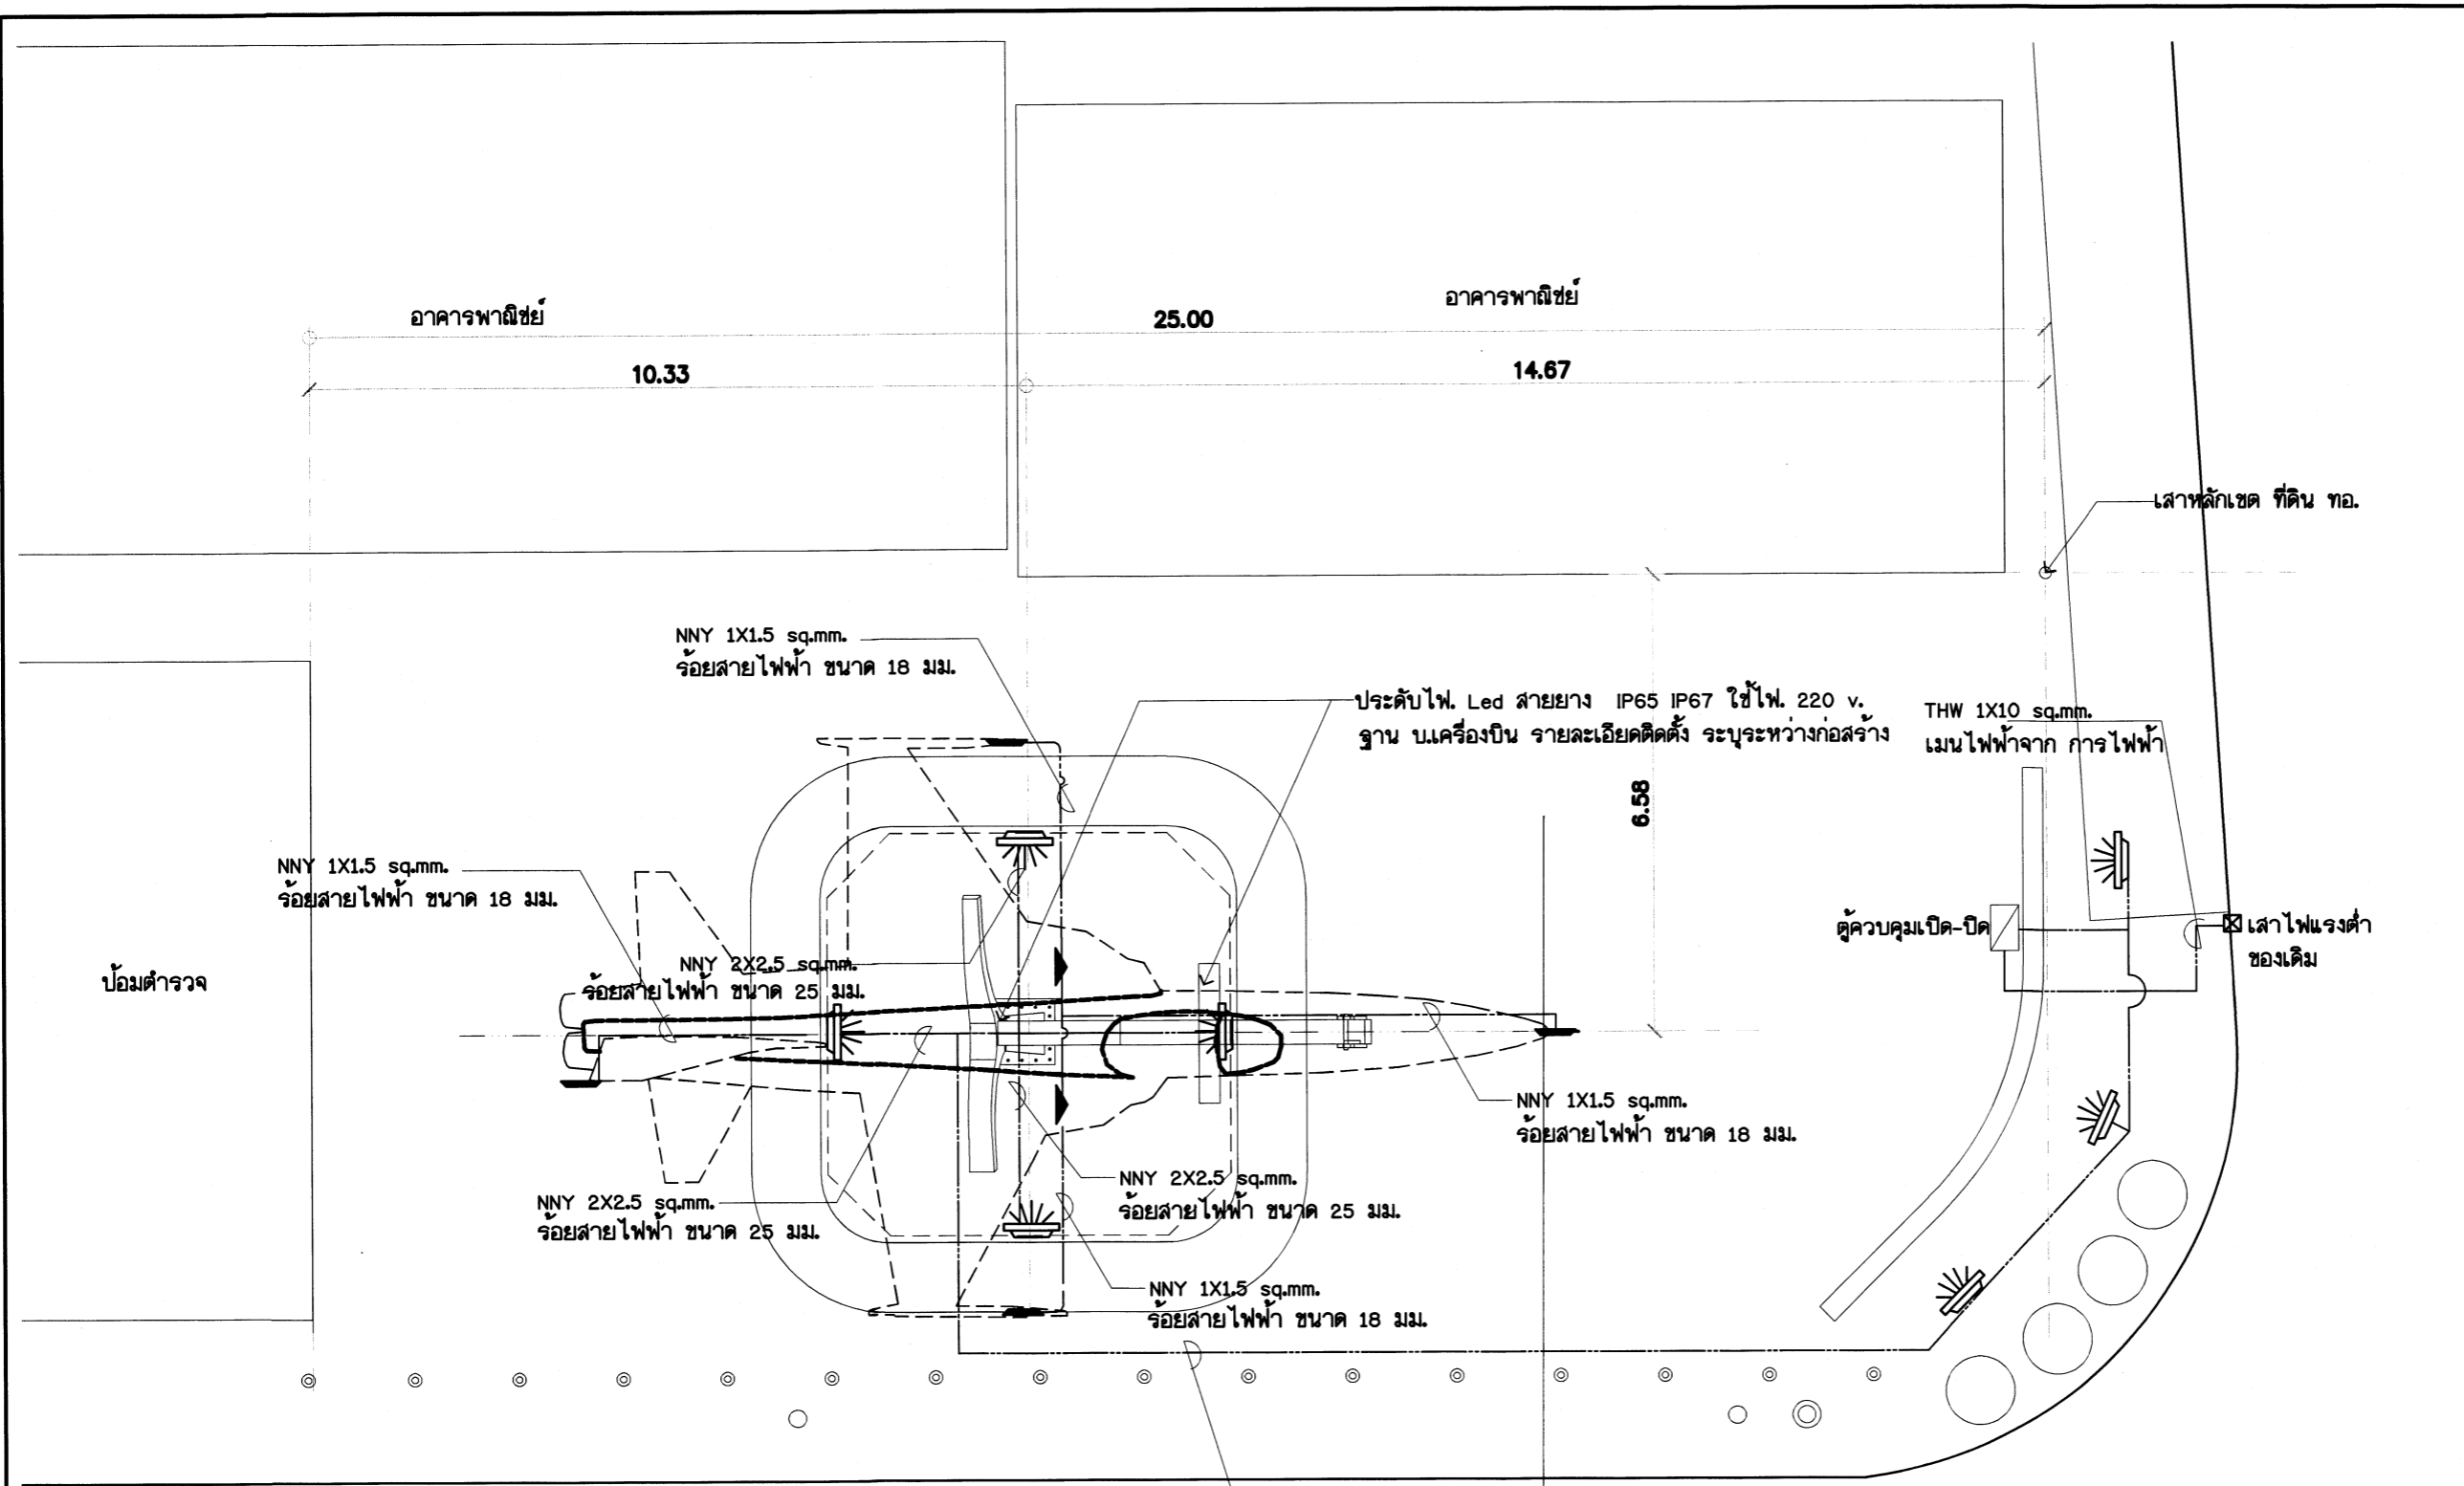 อาคารพาณิชย์
อาคารพาณิชย์
25.00
10.33
14.67
เสาหลักเขต ที่ดิน ทอ.
NNY 1X1.5 sq.mm.
ร้อยสายไฟฟ้า ขนาด 18 มม.
ประดับไฟ. Led สายยาง IP65 IP67 ใช้ไฟ. 220 v.
ฐาน บ.เครื่องบิน รายละเอียดติดตั้ง ระบุระหว่างก่อสร้าง
THW 1X10 sq.mm.
เมนไฟฟ้าจาก การไฟฟ้า
6.58
NNY 1X1.5 sq.mm.
ร้อยสายไฟฟ้า ขนาด 18 มม.
ตู้ควบคุมเปิด-ปิด
เสาไฟแรงต่ำ
ของเดิม
ป้อมตำรวจ
NNY 2X2.5 sq.mm.
ร้อยสายไฟฟ้า ขนาด 25 มม.
NNY 1X1.5 sq.mm.
ร้อยสายไฟฟ้า ขนาด 18 มม.
NNY 2X2.5 sq.mm.
ร้อยสายไฟฟ้า ขนาด 25 มม.
NNY 2X2.5 sq.mm.
ร้อยสายไฟฟ้า ขนาด 25 มม.
NNY 1X1.5 sq.mm.
ร้อยสายไฟฟ้า ขนาด 18 มม.